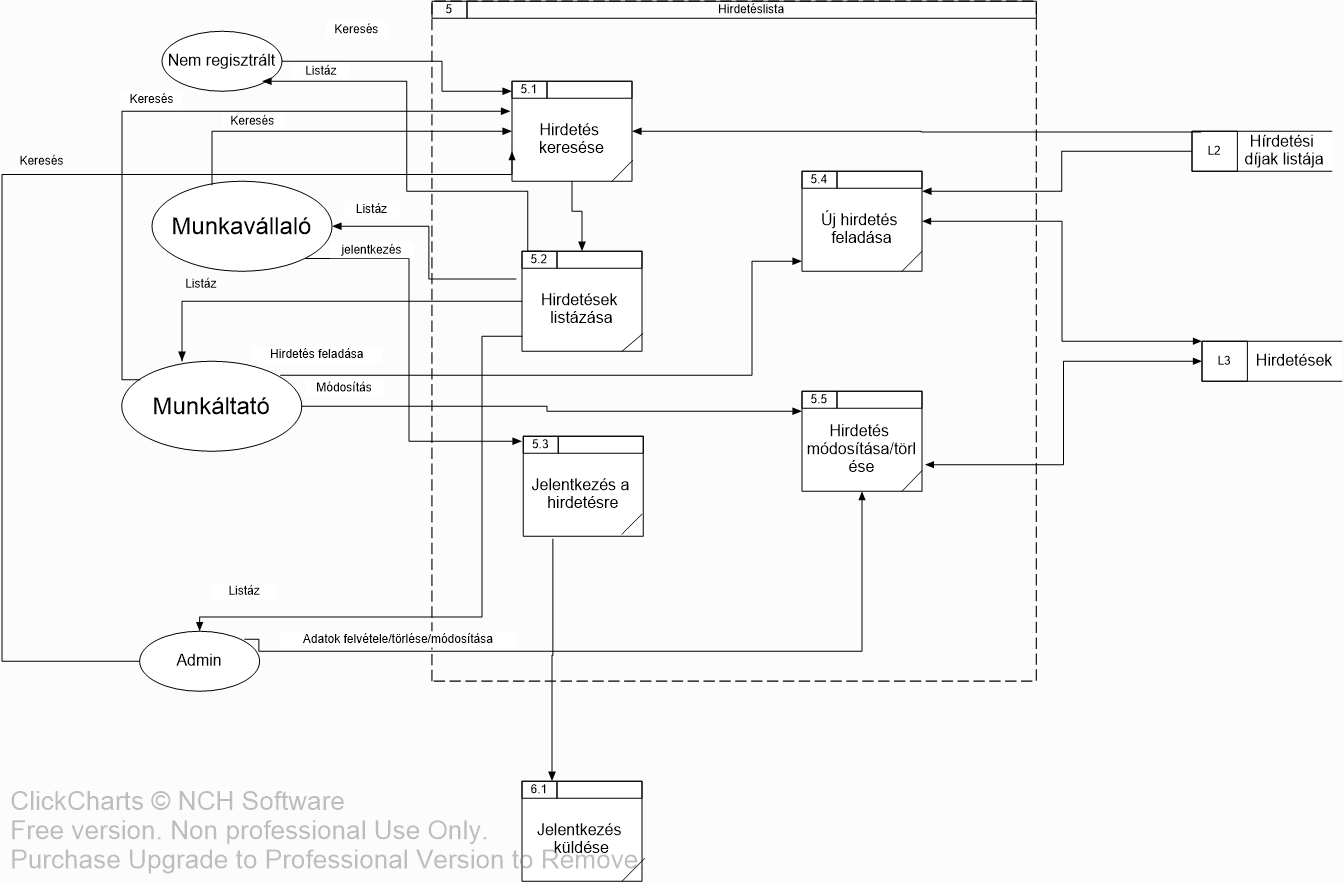 5
Hirdetéslista
Keresés
Nem regisztrált
Listáz
Keresés
Keresés
Keresés
5.1
Hirdetés
keresése
L2
Hírdetési
díjak listája
5.4
Új hirdetés
feladása
Munkavállaló
Listáz
jelentkezés
5.2
Hirdetések
listázása
Listáz
Hirdetés feladása
Módosítás
Munkáltató
L3
Hirdetések
5.5
Hirdetés
módosítása/törl
ése
5.3
Jelentkezés a
hirdetésre
Listáz
Adatok felvétele/törlése/módosítása
Admin
6.1
Jelentkezés
küldése
ClickCharts © NCH Software
Free version. Non professional Use Only.
Purchase Upgrade to Professional Version to Remove